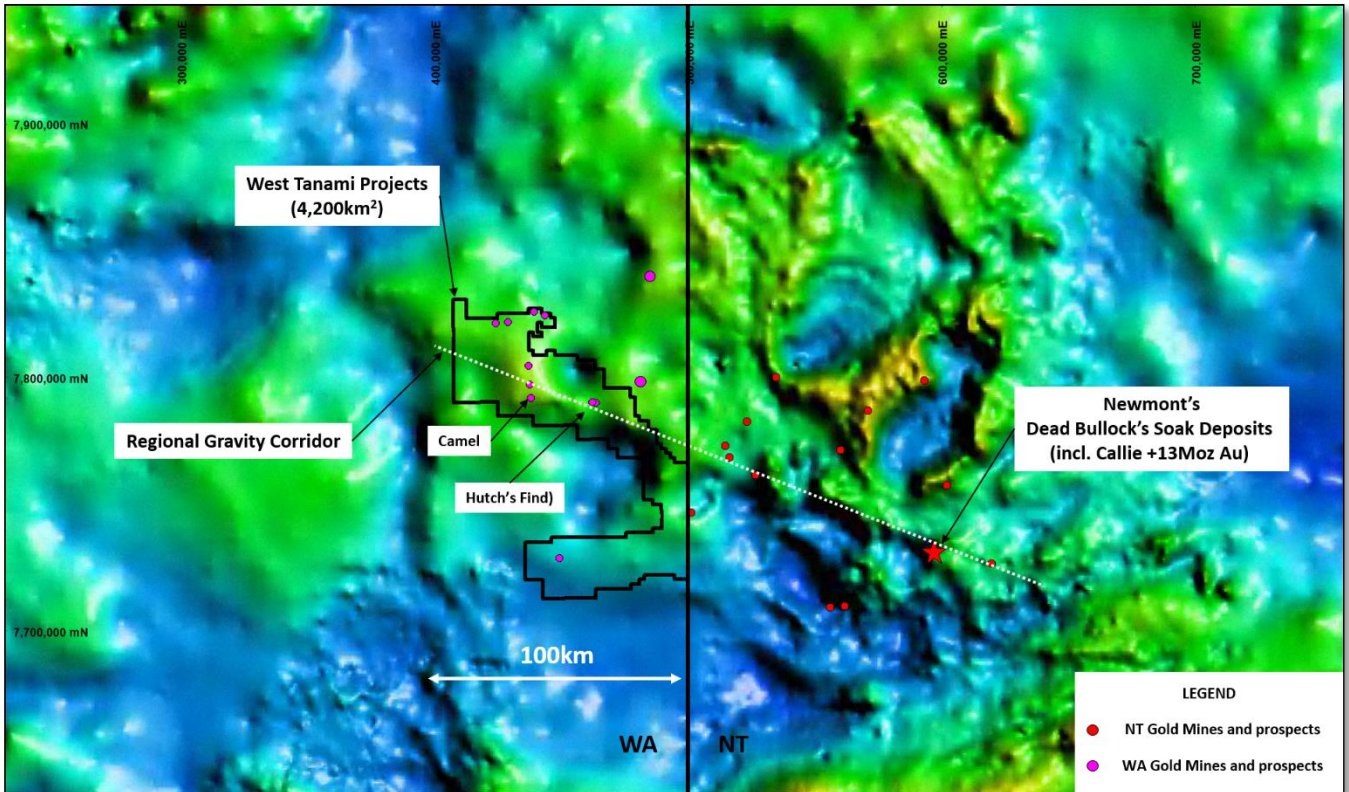 300,000 mE
400,000 mE
500,000 mE
600,000 mE
700,000 mE
7,900,000 mN
West Tanami Projects
(4,200km²)
7,800,000 mN
Regional Gravity Corridor
Camel
Hutch's Find)
Newmont's
Dead Bullock's Soak Deposits
(incl. Callie +13Moz Au)
7,700,000 mN
100km
WA
NT
LEGEND
NT Gold Mines and prospects
WA Gold Mines and prospects